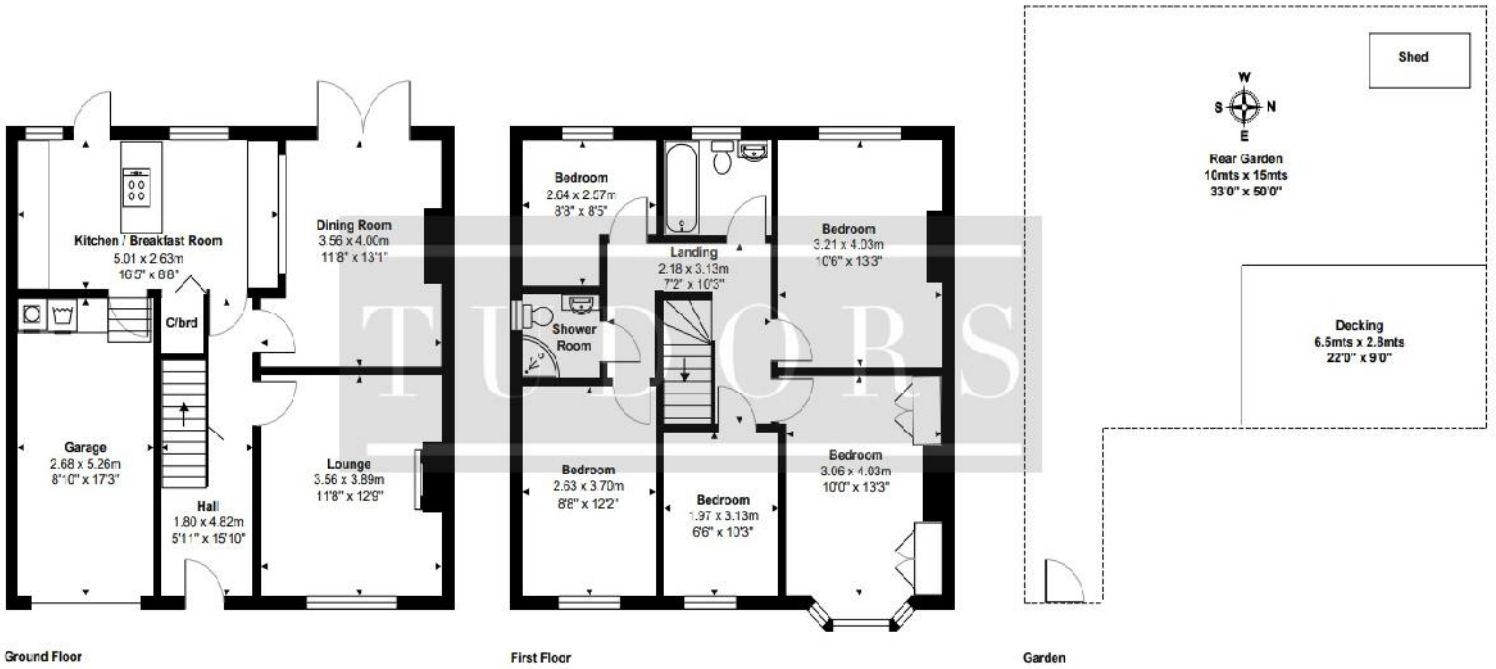 Kitchen / Breakfast Room
5.01 x 2.63m
16'5" x 8'8"
Dining Room
3.56 x 4.00m
11'8" x 13'1"
C/brd
Garage
2.68 x 5.26m
8'10" x 17'3"
Hall
1.80 x 4.82m
5'11" x 15'10"
Lounge
3.56 x 3.89m
11'8" x 12'9"
Ground Floor
Bedroom
2.64 x 2.57m
8'8" x 8'5"
Bedroom
3.21 x 4.03m
10'6" x 13'3"
Landing
2.18 x 3.13m
7'2" x 10'3"
Shower
Room
Bedroom
2.63 x 3.70m
8'8" x 12'2"
Bedroom
1.97 x 3.13m
6'6" x 10'3"
Bedroom
3.06 x 4.03m
10'0" x 13'3"
First Floor
TUDORS
Shed
W
S N
E
Rear Garden
10mts x 15mts
33'0" x 50'0"
Decking
6.5mts x 2.8mts
22'0" x 9'0"
Garden